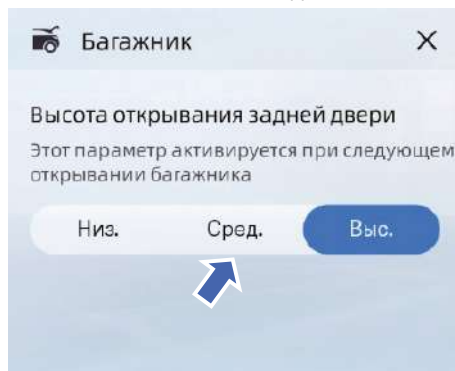 Багажник
Высота открывания задней двери
Этот параметр активируется при следующем
открывании багажника
Низ. Сред. Выс.